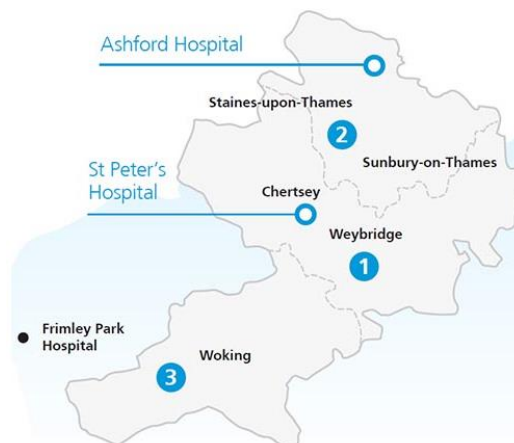 Ashford Hospital
Staines-upon-Thames
2
Sunbury-on-Thames
St Peter’s
Hospital
Chertsey
Weybridge
1
Frimley Park
Hospital
Woking
3